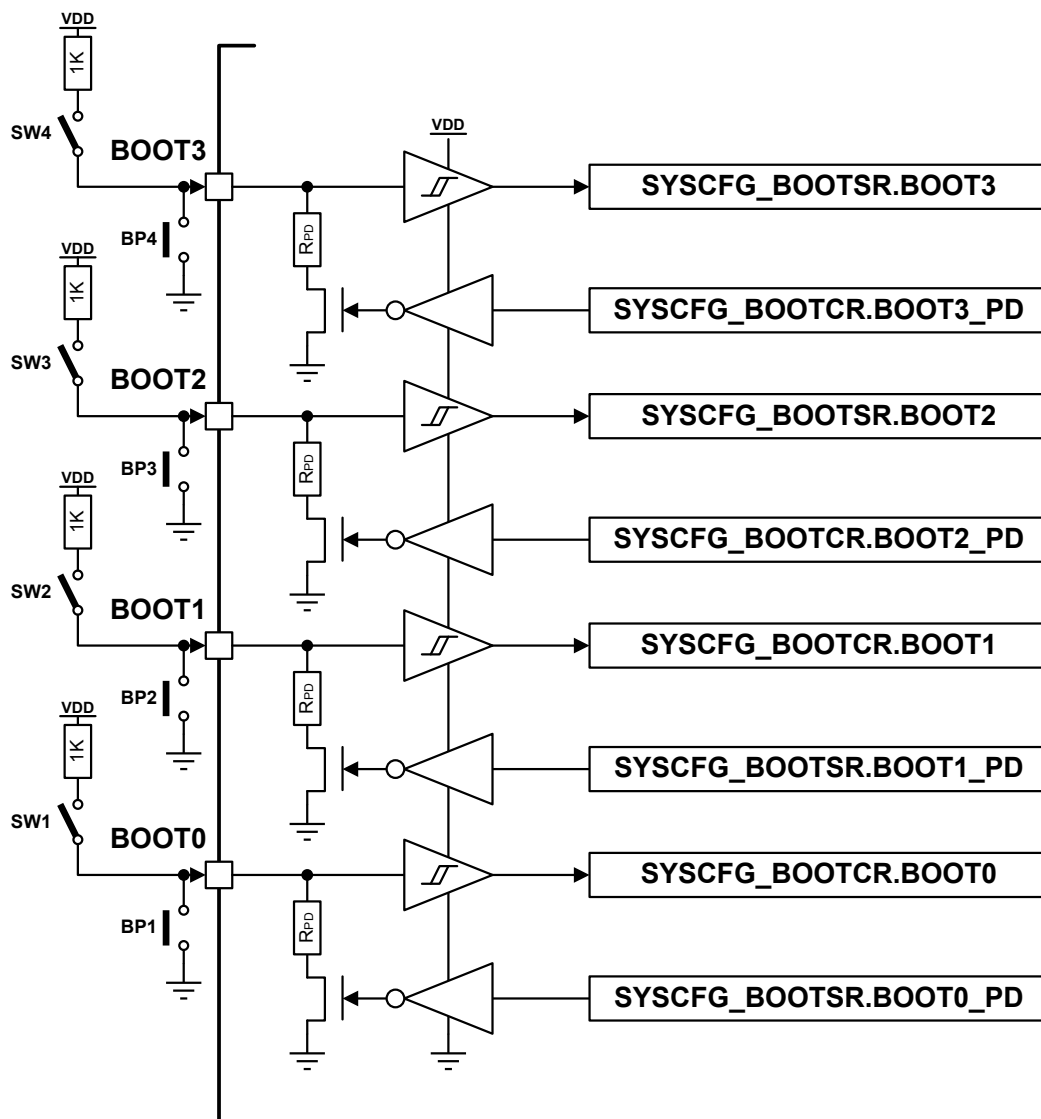 VDD
1K
SW4
BOOT3
VDD
SYSCFG_BOOTSR.BOOT3
BP4
RPD
VDD
1K
SYSCFG_BOOTCR.BOOT3_PD
SW3
BOOT2
SYSCFG_BOOTSR.BOOT2
BP3
RPD
VDD
1K
SYSCFG_BOOTCR.BOOT2_PD
SW2
BOOT1
SYSCFG_BOOTCR.BOOT1
BP2
RPD
VDD
1K
SYSCFG_BOOTSR.BOOT1_PD
SW1
BOOT0
SYSCFG_BOOTCR.BOOT0
BP1
RPD
SYSCFG_BOOTSR.BOOT0_PD